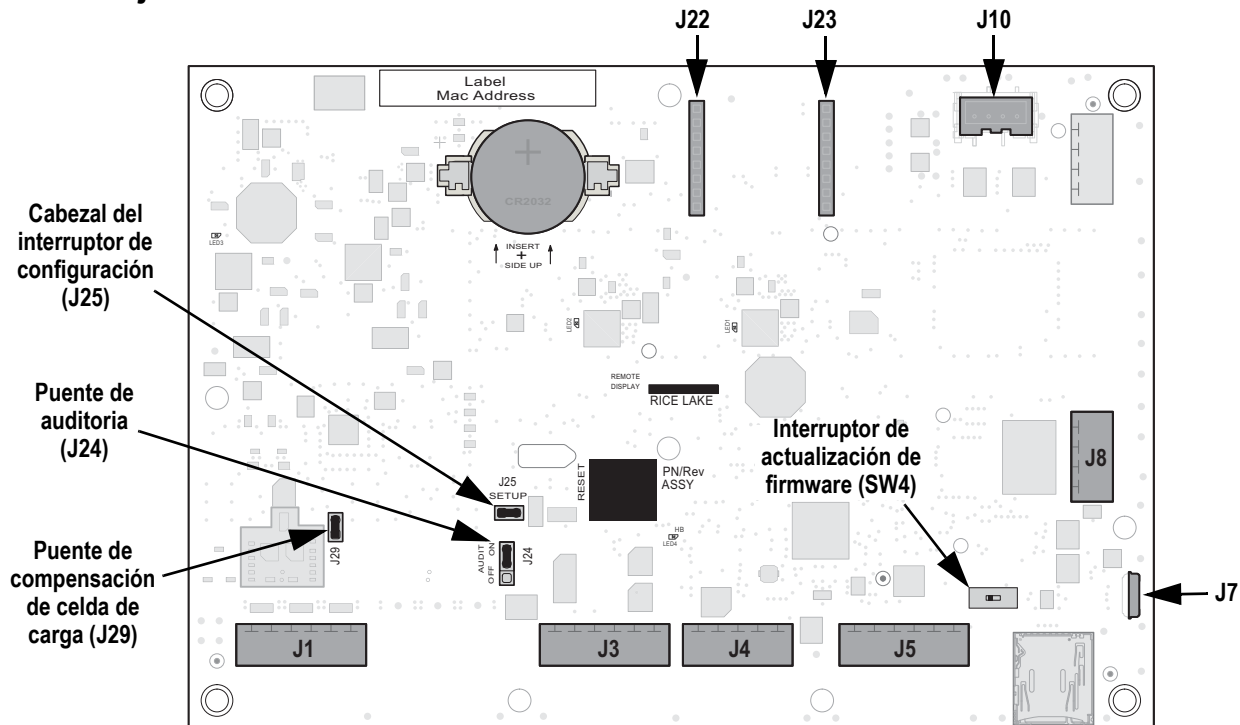 J22
J23
J10
Label
Mac Address
CR2032
INSERT
+
SIDE UP
LED3
LED2
LED1
Cabezal del
interruptor de
configuración
(J25)
REMOTE
DISPLAY
RICE LAKE
Puente de
auditoria
(J24)
Interruptor de
actualización de
firmware (SW4)
J8
J25
SETUP
RESET
PN/Rev
ASSY
HB
LED4
J29
AUDIT
OFF ON
J24
Puente de
compensación
de celda de
carga (J29)
J7
J1
J3
J4
J5